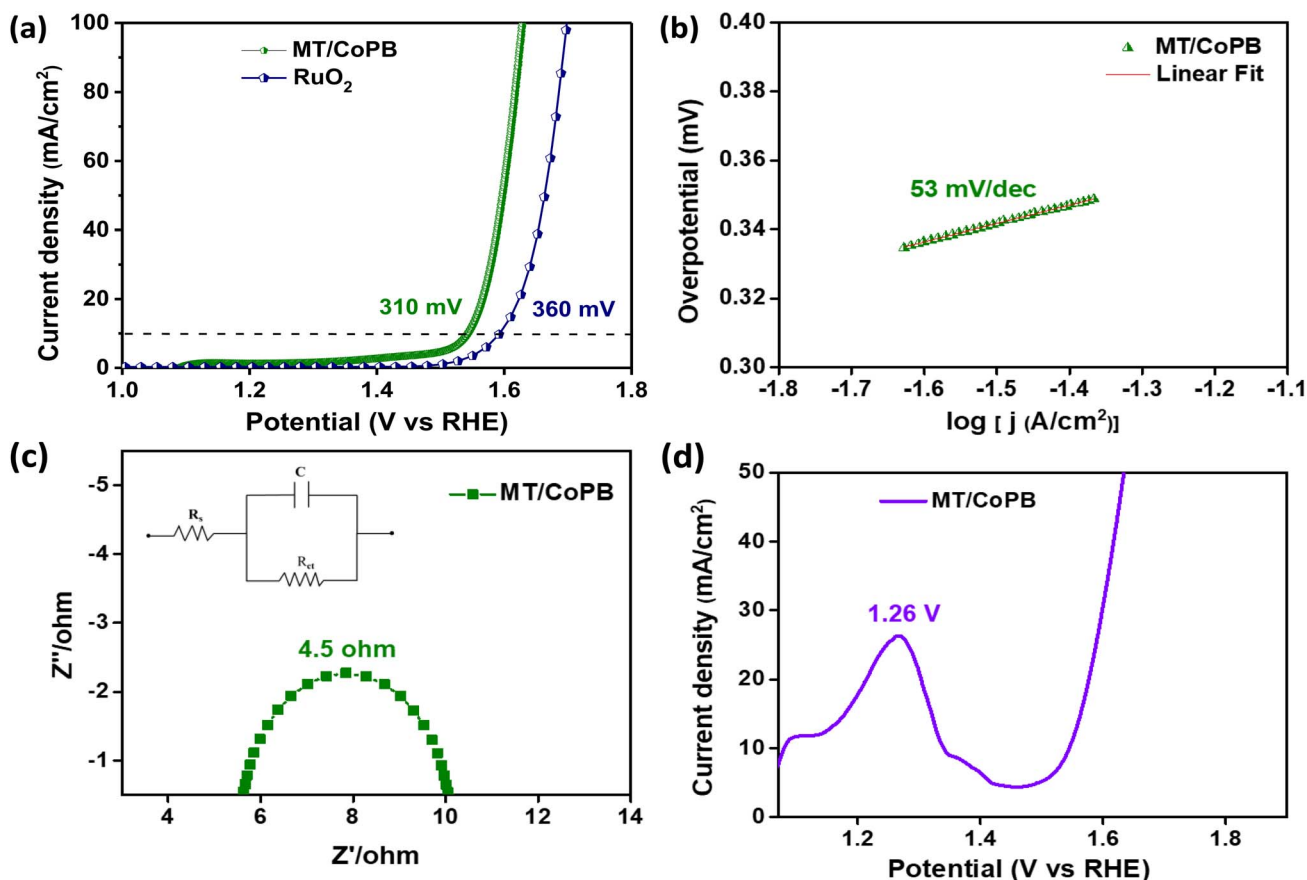 (a)
MT/CoPB
RuO₂
310 mV
360 mV
Current density (mA/cm²)
100
80
60
40
20
10
0
1.0
1.2
1.4
1.6
1.8
Potential (V vs RHE)
(b)
MT/CoPB
Linear Fit
53 mV/dec
Overpotential (mV)
0.40
0.38
0.36
0.34
0.32
0.30
-1.8
-1.7
-1.6
-1.5
-1.4
-1.3
-1.2
-1.1
log [ j (A/cm²)]
(c)
C
Rs
Rct
MT/CoPB
4.5 ohm
Z"/ohm
-5
-4
-3
-2
-1
4
6
8
10
12
14
Z'/ohm
(d)
MT/CoPB
1.26 V
Current density (mA/cm²)
50
40
30
20
10
0
1.2
1.4
1.6
1.8
Potential (V vs RHE)